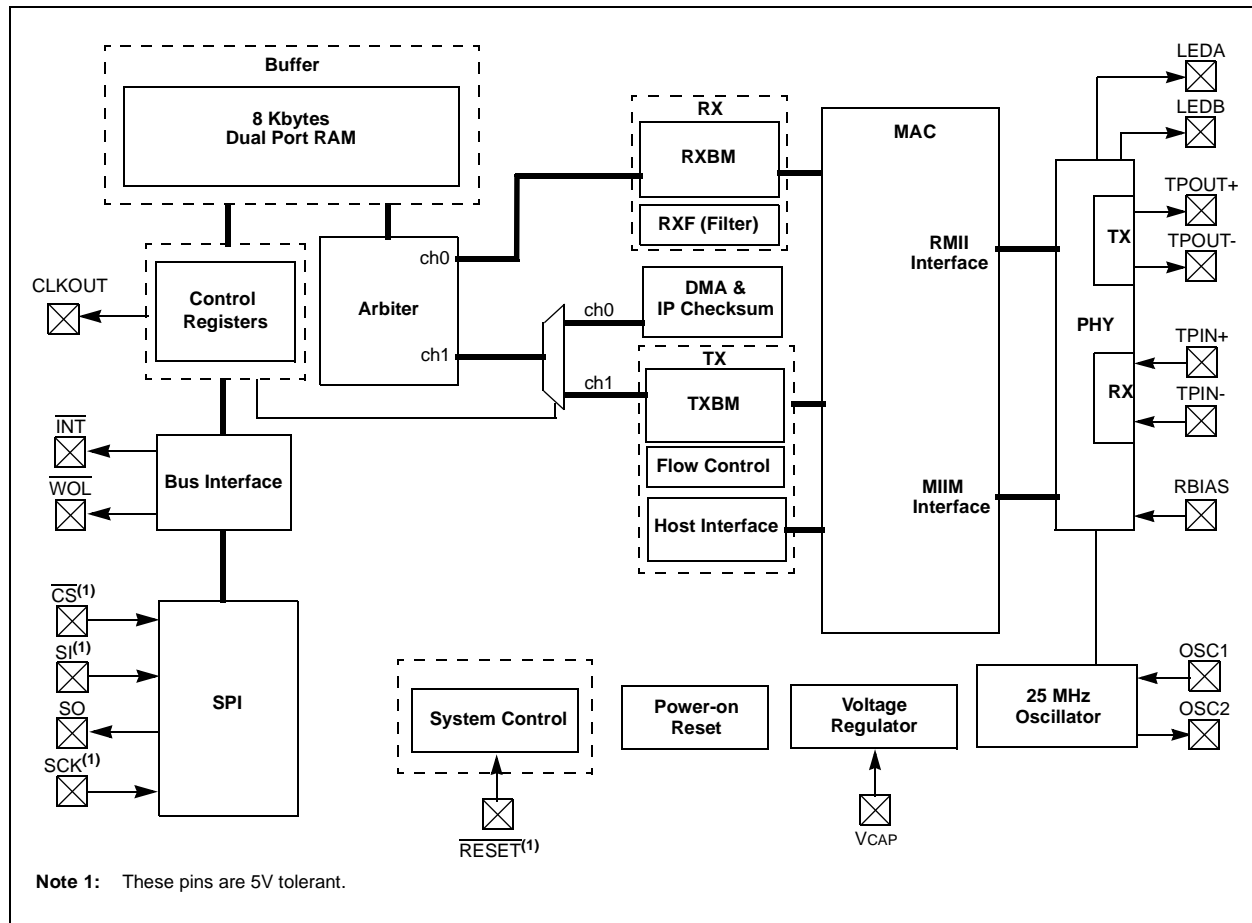 Buffer
8 Kbytes
Dual Port RAM
RX
RXBM
RXF (Filter)
MAC
LEDA
LEDB
TPOUT+
TPOUT-
TX
PHY
RMII
Interface
CLKOUT
Control
Registers
Arbiter
ch0
ch1
ch0
DMA &
IP Checksum
TX
ch1
TXBM
Flow Control
Host Interface
TPIN+
TPIN-
RX
RBIAS
MIIM
Interface
INT
WOL
Bus Interface
CS(1)
SI(1)
SO
SCK(1)
SPI
System Control
RESET(1)
Power-on
Reset
Voltage
Regulator
VCAP
25 MHz
Oscillator
OSC1
OSC2
Note 1: These pins are 5V tolerant.